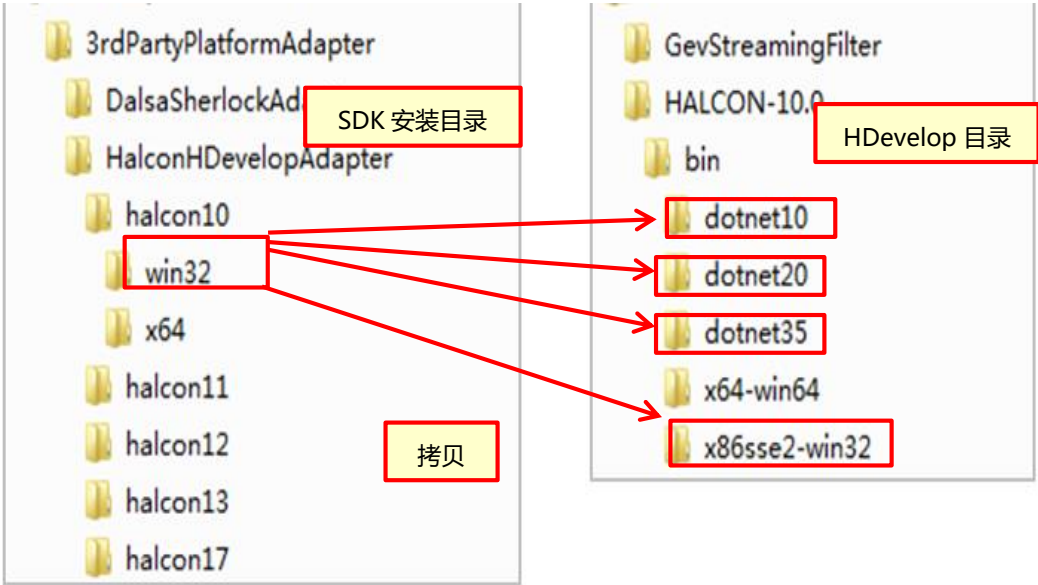 3rdPartyPlatformAdapter
DalsaSherlockAd
SDK 安装目录
HalconHDevelopAdapter
halcon10
win32
x64
halcon11
halcon12
拷贝
halcon13
halcon17
GevStreamingFilter
HALCON-10.0
HDevelop 目录
bin
dotnet10
dotnet20
dotnet35
x64-win64
x86sse2-win32